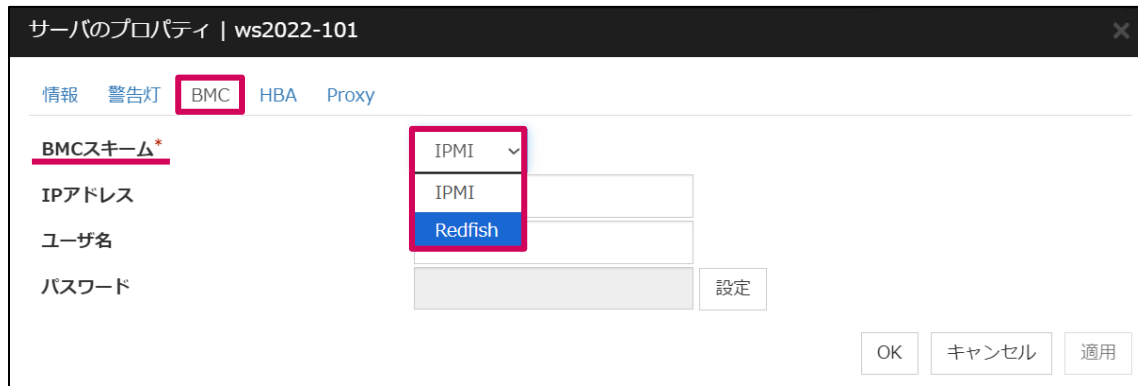 サーバのプロパティ | ws2022-101
情報 警告灯 BMC HBA Proxy
BMCスキーム* IPMI
IPMI
IPアドレス
Redfish
ユーザ名
パスワード 設定
OK キャンセル 適用